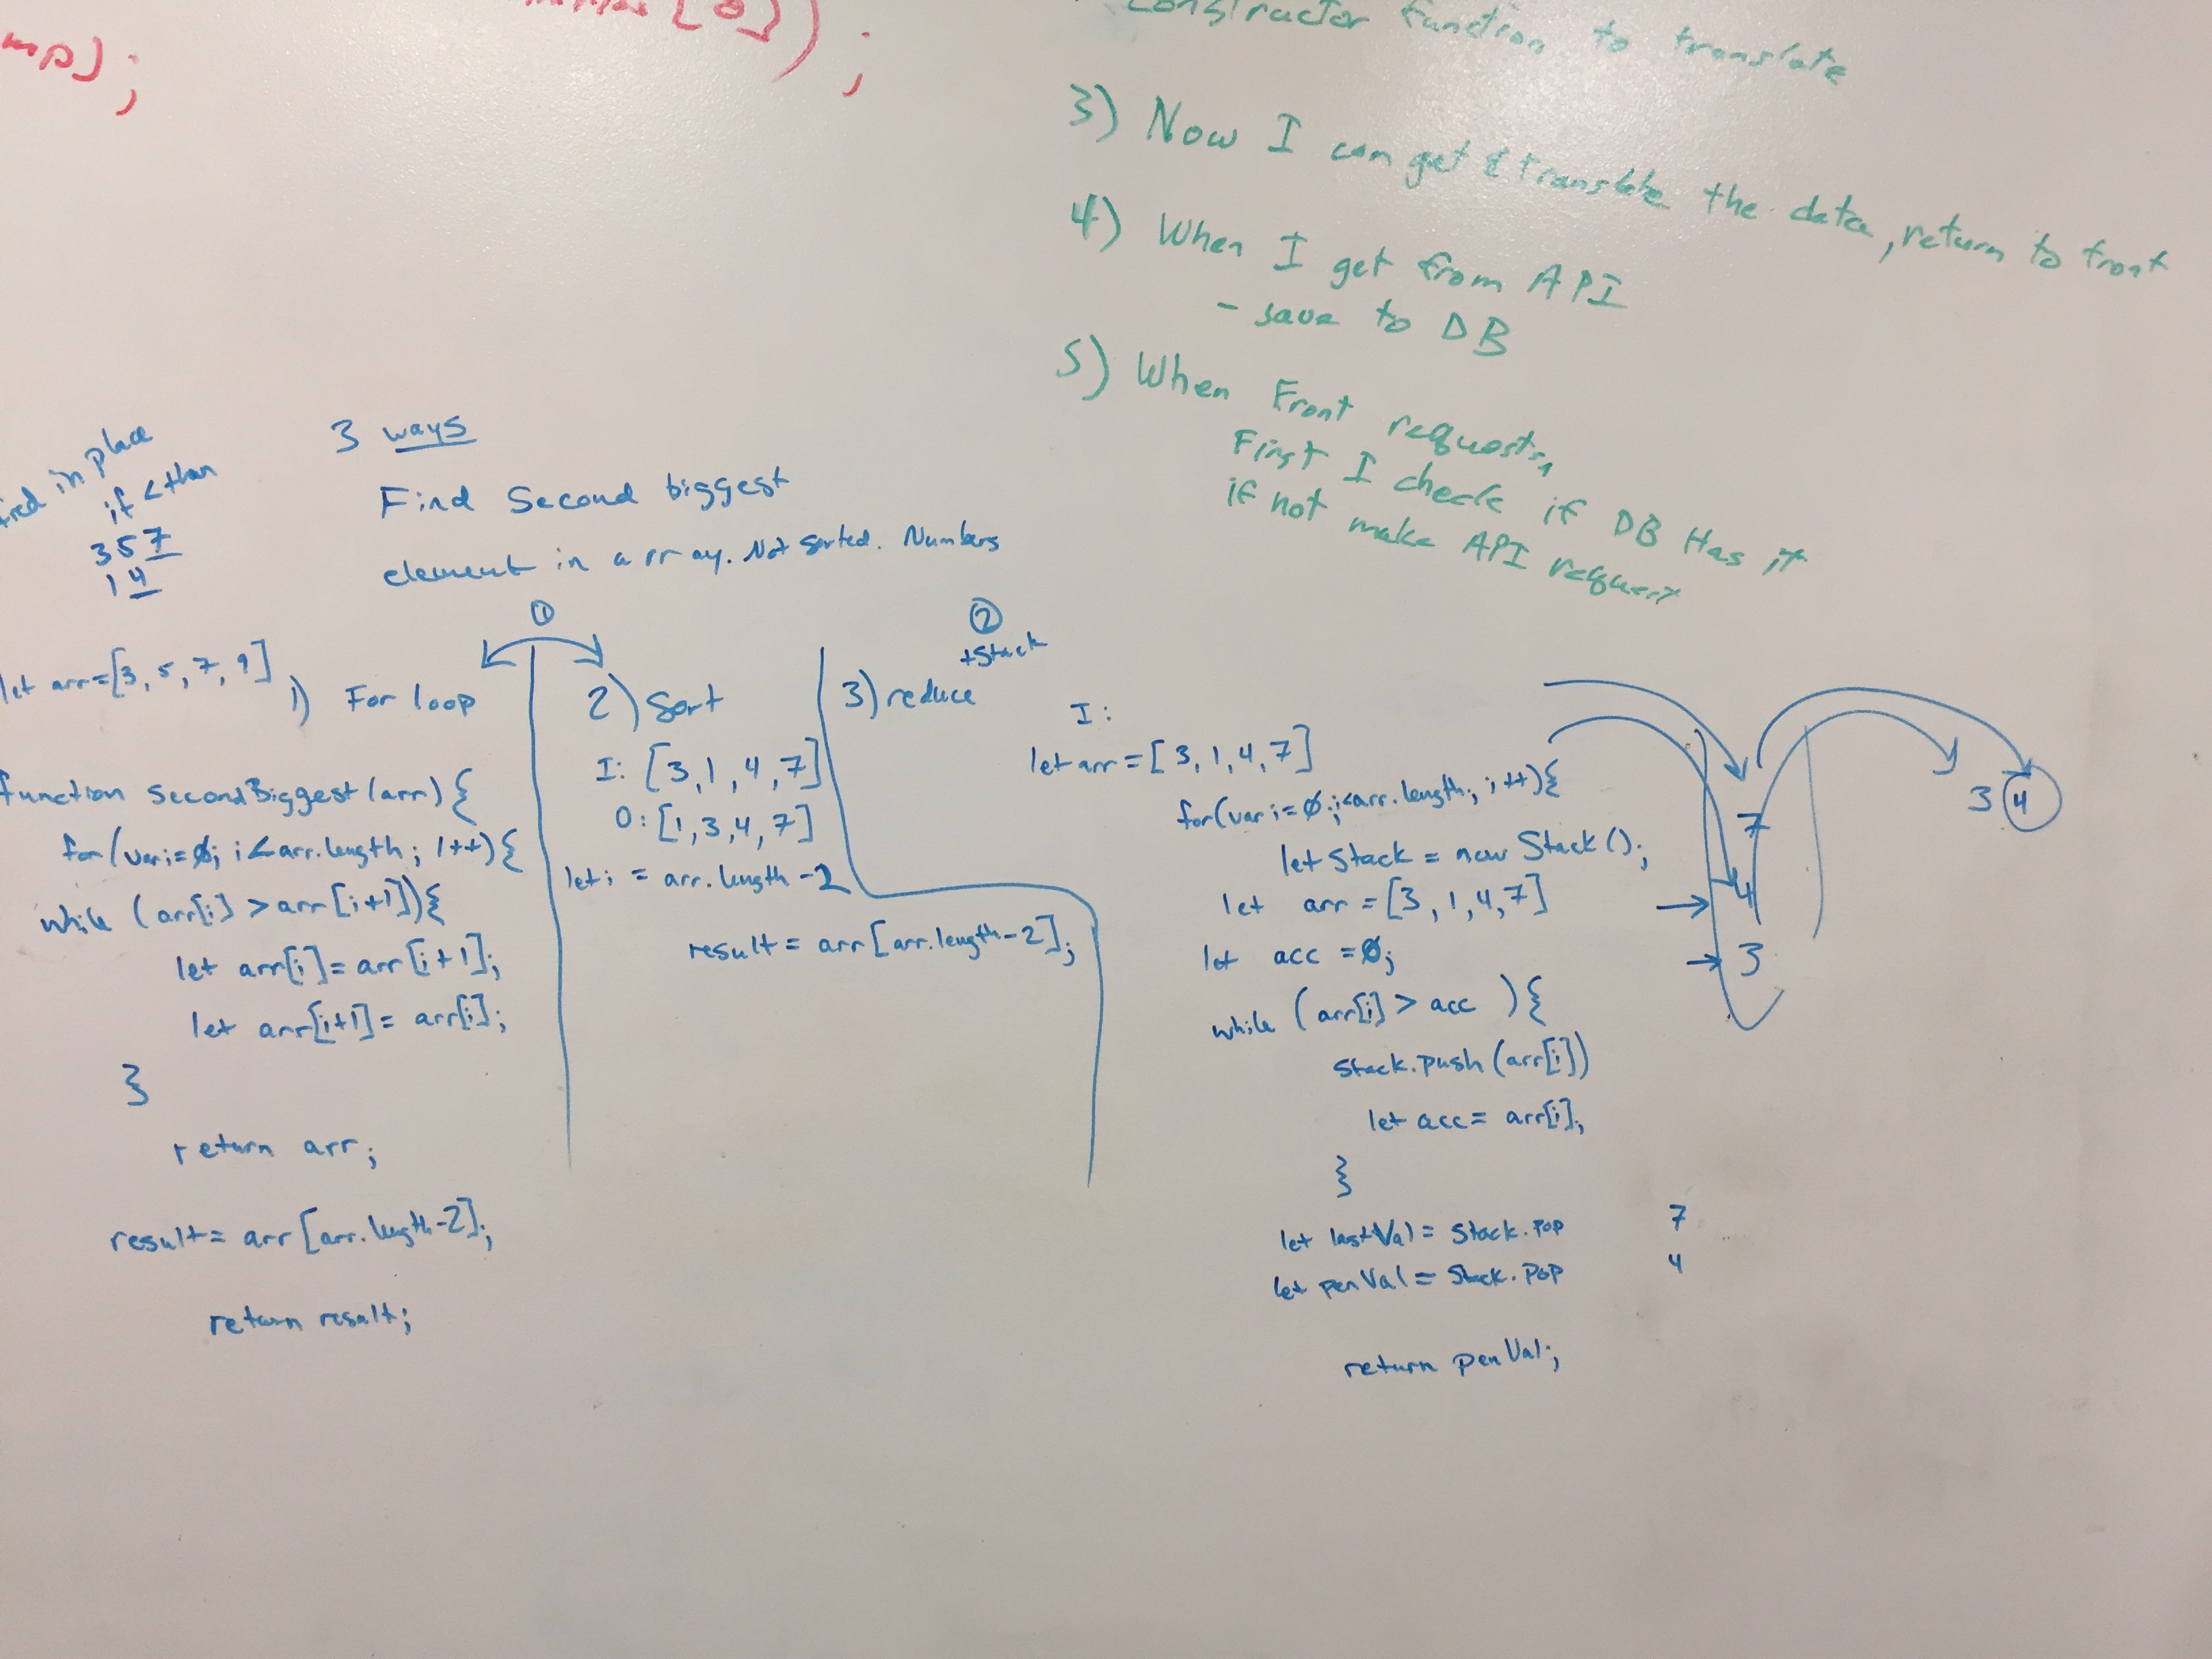 );
[0]);
constructor function to translate
3) Now I can get & translate the data, return to front
4) When I get from API
- save to DB
5) When Front requests,
First I check if DB Has it
if not make API request
in place
if < than
3 5 7
1 4
3 ways
Find Second biggest
element in array. Not sorted. Numbers
①
②
+Stack
let arr=[3, 5, 7, 9]
1) For loop
function secondBiggest(arr){
for(var i=0; i<arr.length; i++){
while (arr[i] > arr[i+1]){
let arr[i]=arr[i+1];
let arr[i+1]= arr[i];
}
return arr;
result= arr[arr.length-2];
return result;
2) Sort
I: [3,1,4,7]
O: [1,3,4,7]
let i = arr.length-2
result= arr[arr.length-2];
3) reduce
I:
let arr = [3, 1, 4, 7]
for(var i=0; i<arr.length; i++){
let Stack = new Stack();
let arr = [3, 1, 4, 7]
let acc = 0;
while (arr[i] > acc ){
Stack.push(arr[i])
let acc= arr[i];
}
let lastVal= Stack.pop 7
let penVal= Stack.pop 4
return penVal;
7
4
3
3 4